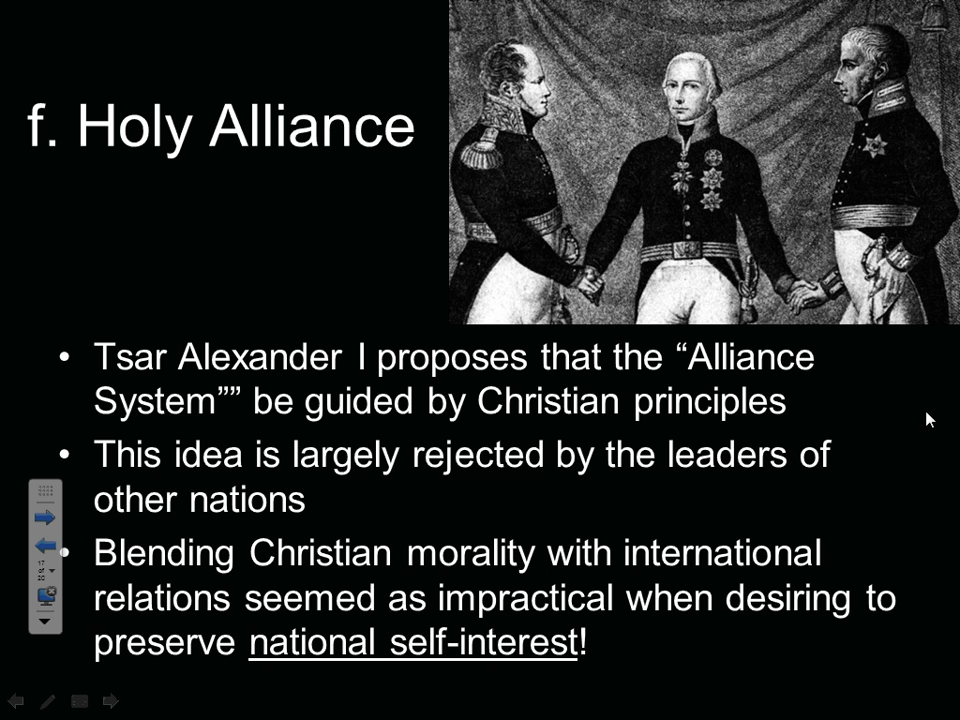 f. Holy Alliance
• Tsar Alexander I proposes that the “Alliance
System”” be guided by Christian principles
• This idea is largely rejected by the leaders of
other nations
• Blending Christian morality with international
relations seemed as impractical when desiring to
preserve national self-interest!
17
of